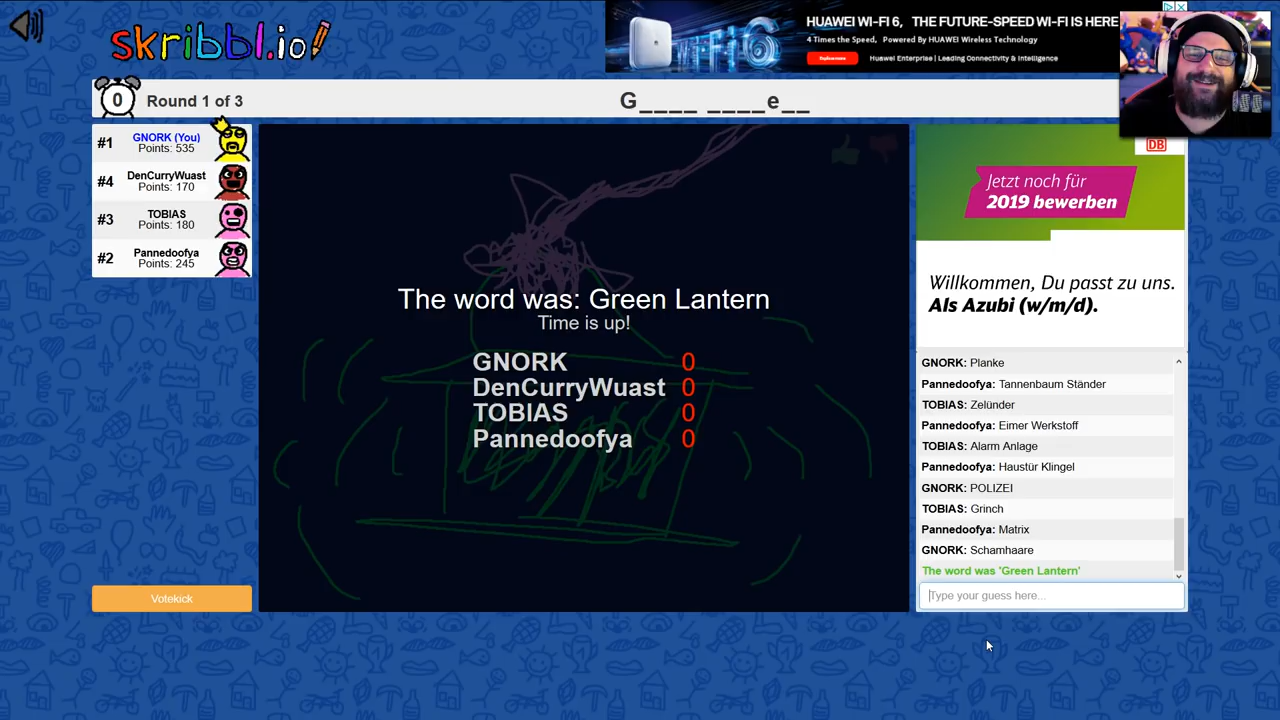 skribbl.io
HUAWEI WI-FI 6, THE FUTURE-SPEED WI-FI IS HERE
4 Times the Speed, Powered By HUAWEI Wireless Technology
Huawei Enterprise | Leading Connectivity & Intelligence
0
Round 1 of 3
G____ ____e__
#1
GNORK (You)
Points: 535
#4
DenCurryWuast
Points: 170
#3
TOBIAS
Points: 180
#2
Pannedoofya
Points: 245
Votekick
The word was: Green Lantern
Time is up!
GNORK 0
DenCurryWuast 0
TOBIAS 0
Pannedoofya 0
DB
Jetzt noch für
2019 bewerben
Willkommen, Du passt zu uns.
Als Azubi (w/m/d).
GNORK: Planke
Pannedoofya: Tannenbaum Ständer
TOBIAS: Zelünder
Pannedoofya: Eimer Werkstoff
TOBIAS: Alarm Anlage
Pannedoofya: Haustür Klingel
GNORK: POLIZEI
TOBIAS: Grinch
Pannedoofya: Matrix
GNORK: Schamhaare
The word was 'Green Lantern'
Type your guess here...